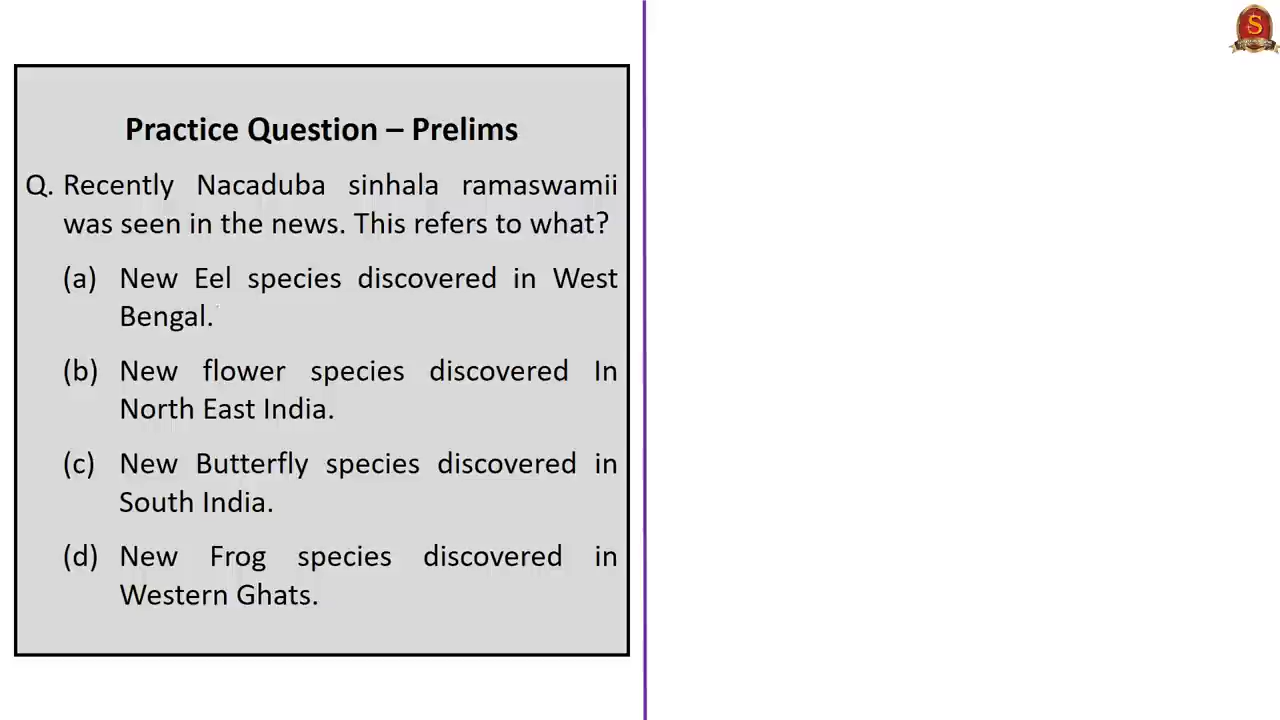 Practice Question – Prelims
Q. Recently Nacaduba sinhala ramaswamii
was seen in the news. This refers to what?
(a) New Eel species discovered in West
Bengal.
(b) New flower species discovered In
North East India.
(c) New Butterfly species discovered in
South India.
(d) New Frog species discovered in
Western Ghats.
S